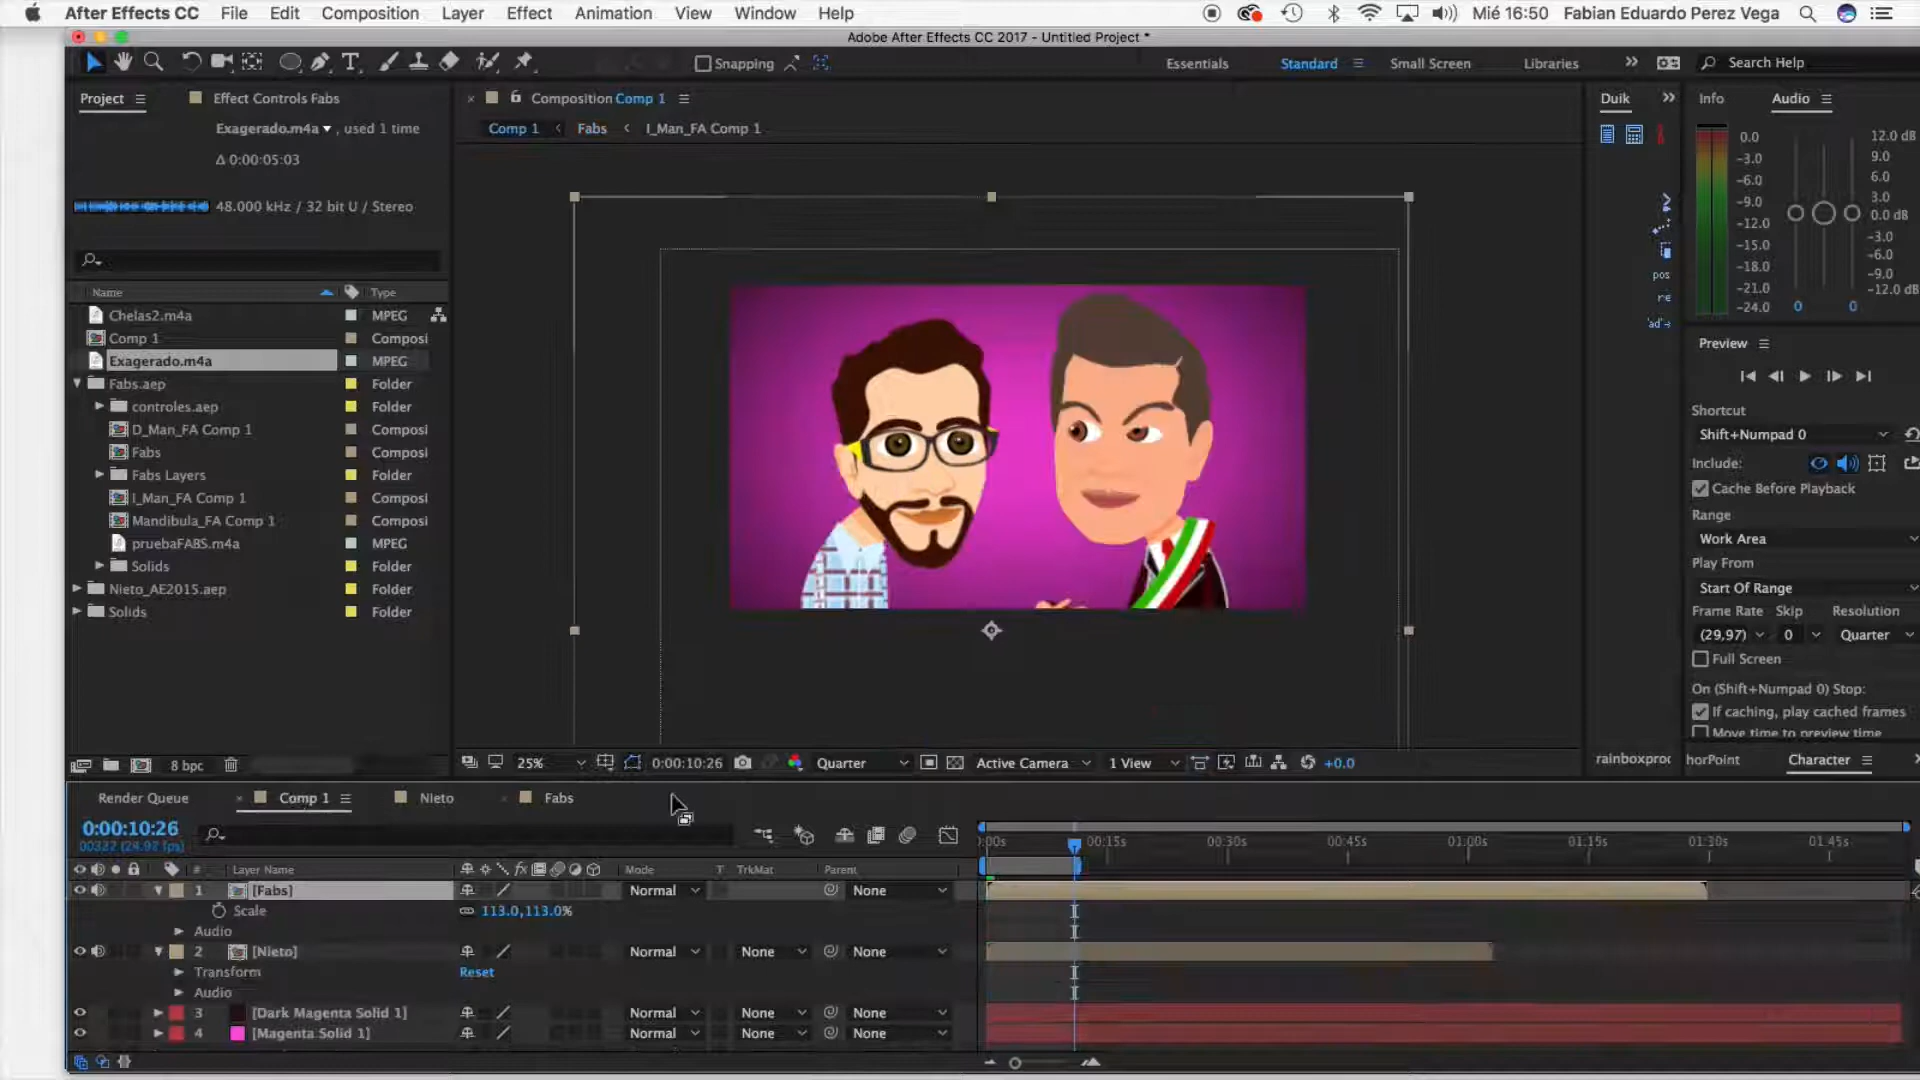 After Effects CC File Edit Composition Layer Effect Animation View Window Help Mié 16:50 Fabian Eduardo Perez Vega
Adobe After Effects CC 2017 - Untitled Project *
T Snapping Essentials Standard Small Screen Libraries Search Help
Project Effect Controls Fabs Composition Comp 1 Duik Info Audio
Exagerado.m4a , used 1 time
Comp 1 Fabs I_Man_FA Comp 1
Δ 0:00:05:03
48.000 kHz / 32 bit U / Stereo
0.0
-3.0
-6.0
-9.0
-12.0
-15.0
-18.0
-21.0
-24.0
12.0 dB
9.0
6.0
3.0
0.0 dB
-3.0
-6.0
-9.0
-12.0 dB
0 0
pos
re
'ad'
Name Type
Chelas2.m4a MPEG
Comp 1 Composi
Exagerado.m4a MPEG
Fabs.aep Folder
controles.aep Folder
D_Man_FA Comp 1 Composi
Fabs Composi
Fabs Layers Folder
I_Man_FA Comp 1 Composi
Mandibula_FA Comp 1 Composi
pruebaFABS.m4a MPEG
Solids Folder
Nieto_AE2015.aep Folder
Solids Folder
Preview
Shortcut
Shift+Numpad 0
Include:
Cache Before Playback
Range
Work Area
Play From
Start Of Range
Frame Rate Skip Resolution
(29,97) 0 Quarter
Full Screen
On (Shift+Numpad 0) Stop:
If caching, play cached frames
Move time to preview time
8 bpc 25% 0:00:10:26 Quarter Active Camera 1 View +0.0 rainboxpro horPoint Character
Render Queue Comp 1 Nieto Fabs
0:00:10:26
:00s 00:15s 00:30s 00:45s 01:00s 01:15s 01:30s 01:45s
# Layer Name fx Mode T TrkMat Parent
1 [Fabs] Normal None
Scale 113.0,113.0%
Audio
2 [Nieto] Normal None None
Transform Reset
Audio
3 [Dark Magenta Solid 1] Normal None None
4 [Magenta Solid 1] Normal None None